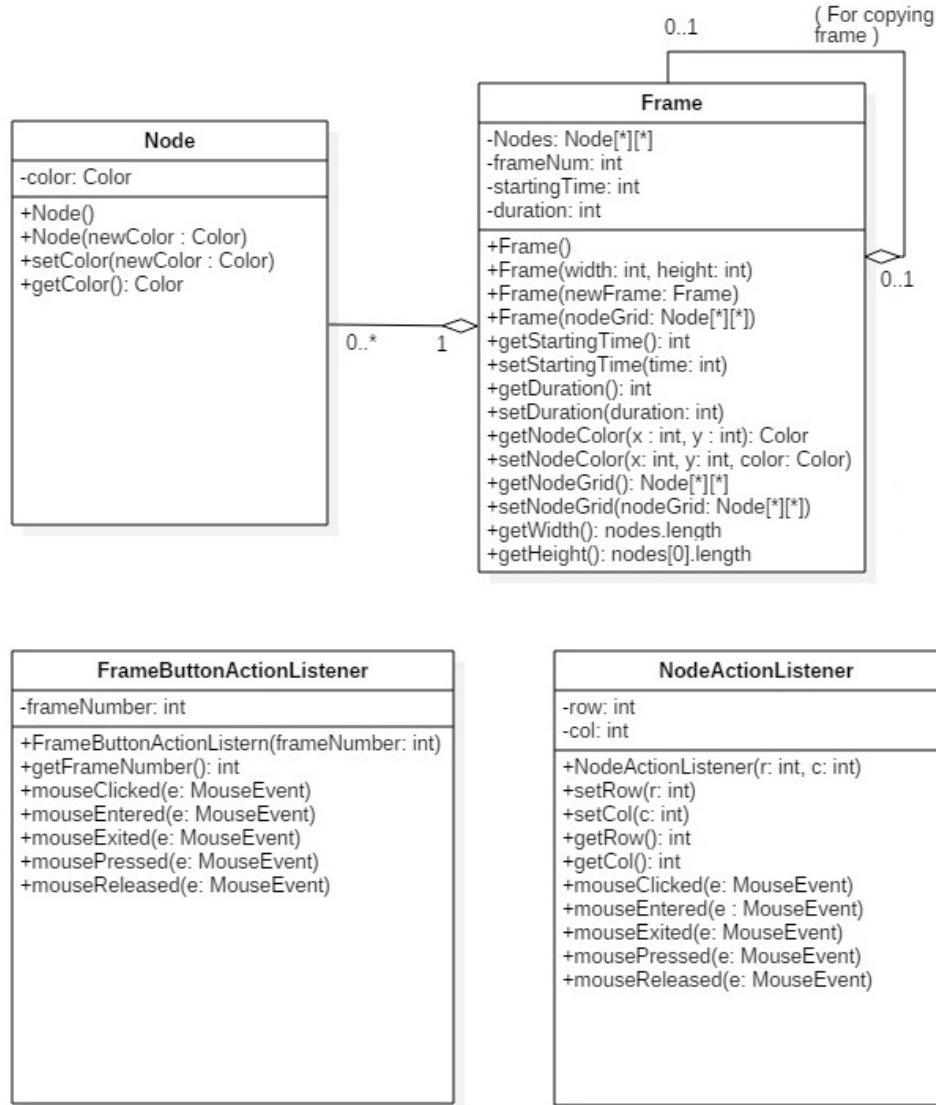 0..1
( For copying
frame )
Node
-color: Color
+Node()
+Node(newColor : Color)
+setColor(newColor : Color)
+getColor(): Color
0..*
1
Frame
-Nodes: Node[*][*]
-frameNum: int
-startingTime: int
-duration: int
+Frame()
+Frame(width: int, height: int)
+Frame(newFrame: Frame)
+Frame(nodeGrid: Node[*][*])
+getStartingTime(): int
+setStartingTime(time: int)
+getDuration(): int
+setDuration(duration: int)
+getNodeColor(x : int, y : int): Color
+setNodeColor(x: int, y: int, color: Color)
+getNodeGrid(): Node[*][*]
+setNodeGrid(nodeGrid: Node[*][*])
+getWidth(): nodes.length
+getHeight(): nodes[0].length
0..1
FrameButtonActionListener
-frameNumber: int
+FrameButtonActionListern(frameNumber: int)
+getFrameNumber(): int
+mouseClicked(e: MouseEvent)
+mouseEntered(e: MouseEvent)
+mouseExited(e: MouseEvent)
+mousePressed(e: MouseEvent)
+mouseReleased(e: MouseEvent)
NodeActionListener
-row: int
-col: int
+NodeActionListener(r: int, c: int)
+setRow(r: int)
+setCol(c: int)
+getRow(): int
+getCol(): int
+mouseClicked(e: MouseEvent)
+mouseEntered(e : MouseEvent)
+mouseExited(e: MouseEvent)
+mousePressed(e: MouseEvent)
+mouseReleased(e: MouseEvent)